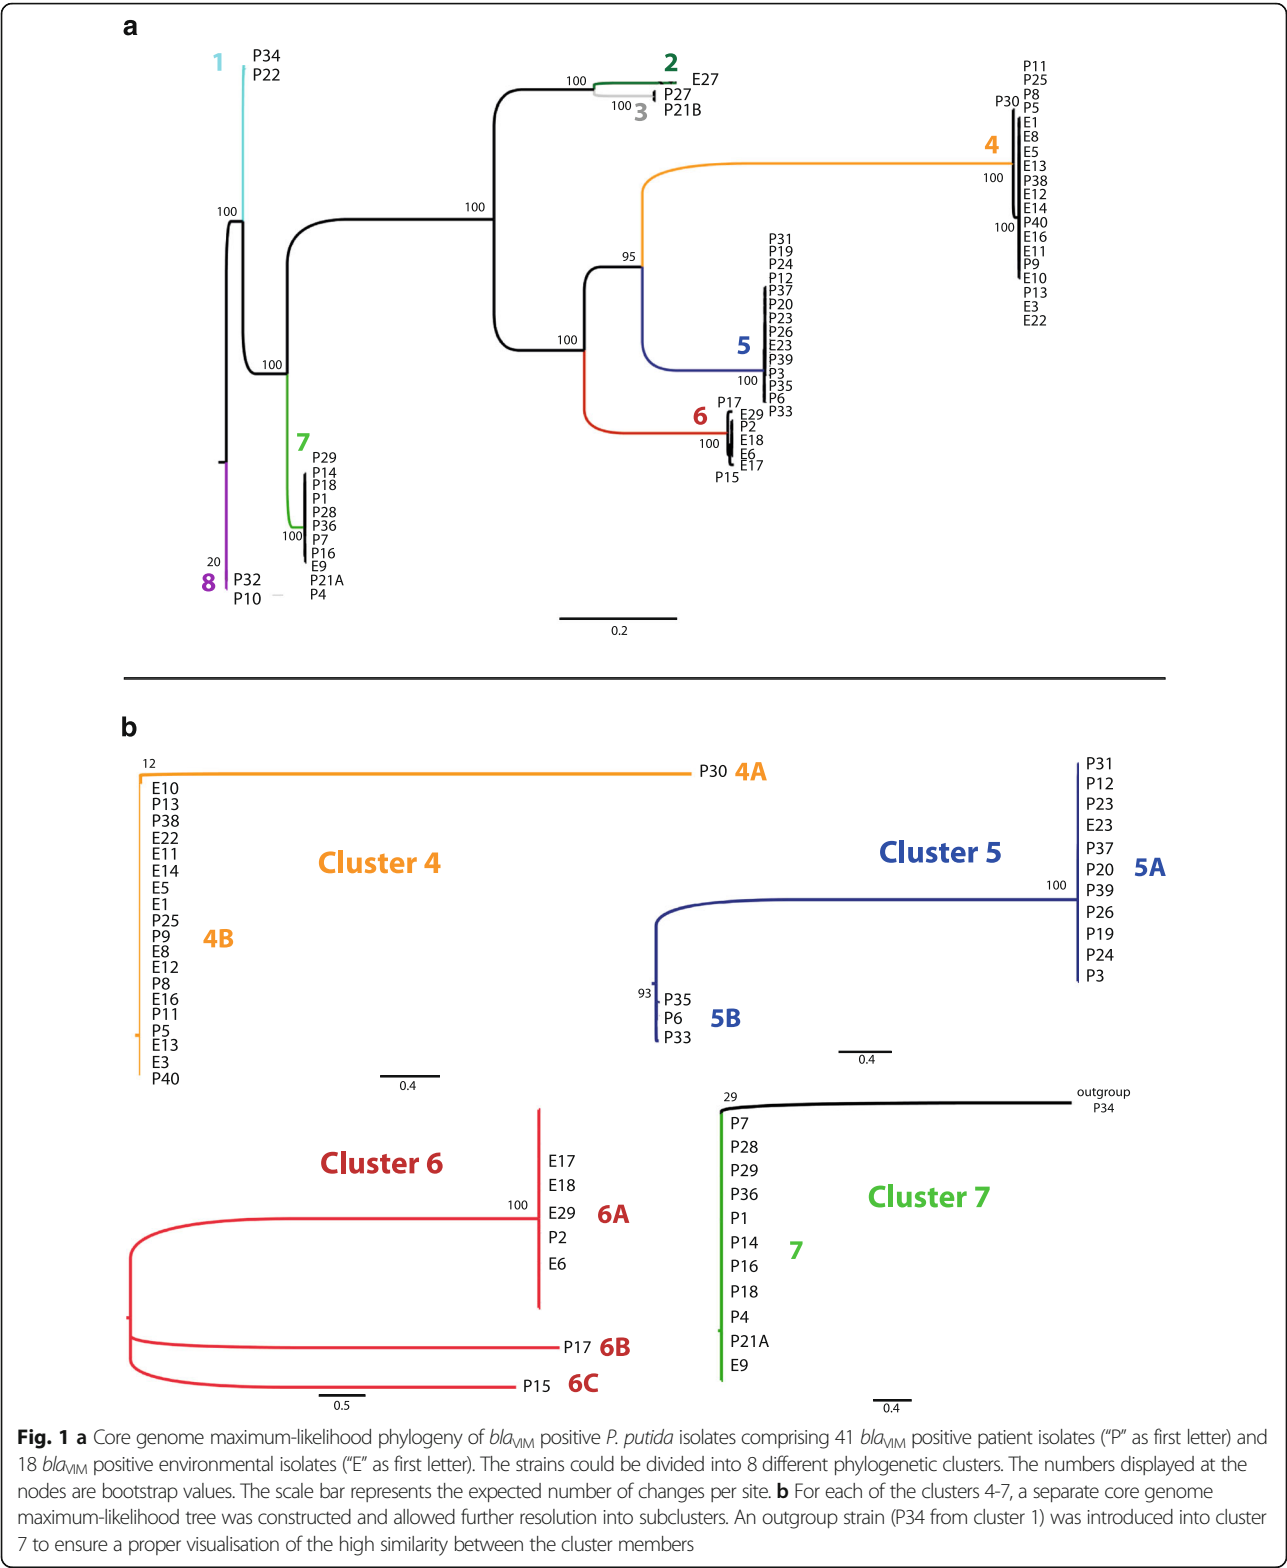 a
1
P34
P22
100
2
E27
100
P27
100
3
P21B
P11
P25
P8
P30
P5
E1
E8
4
E5
E13
100
P38
E12
E14
P40
100
E16
E11
P9
E10
P13
E3
E22
100
95
P31
P19
P24
P12
P37
P20
P23
P26
5
E23
P39
100
P3
P35
P6
P33
100
100
P17
6
E29
P2
100
E18
E6
E17
P15
7
P29
P14
P18
P1
P28
P36
100
P7
P16
E9
P21A
P4
20
8
P32
P10
0.2
b
12
P30 4A
E10
P13
P38
E22
E11
E14
E5
E1
P25
P9
E8
E12
P8
E16
P11
P5
E13
E3
P40
Cluster 4
4B
0.4
P31
P12
P23
E23
P37
P20
P39
P26
P19
P24
P3
Cluster 5
5A
100
93
P35
P6
P33
5B
0.4
Cluster 6
E17
E18
100
E29
P2
E6
6A
P17 6B
P15 6C
0.5
29
outgroup
P34
P7
P28
P29
P36
P1
P14
P16
P18
P4
P21A
E9
Cluster 7
7
0.4
Fig. 1 a Core genome maximum-likelihood phylogeny of blaVIM positive P. putida isolates comprising 41 blaVIM positive patient isolates (“P” as first letter) and
18 blaVIM positive environmental isolates (“E” as first letter). The strains could be divided into 8 different phylogenetic clusters. The numbers displayed at the
nodes are bootstrap values. The scale bar represents the expected number of changes per site. b For each of the clusters 4-7, a separate core genome
maximum-likelihood tree was constructed and allowed further resolution into subclusters. An outgroup strain (P34 from cluster 1) was introduced into cluster
7 to ensure a proper visualisation of the high similarity between the cluster members